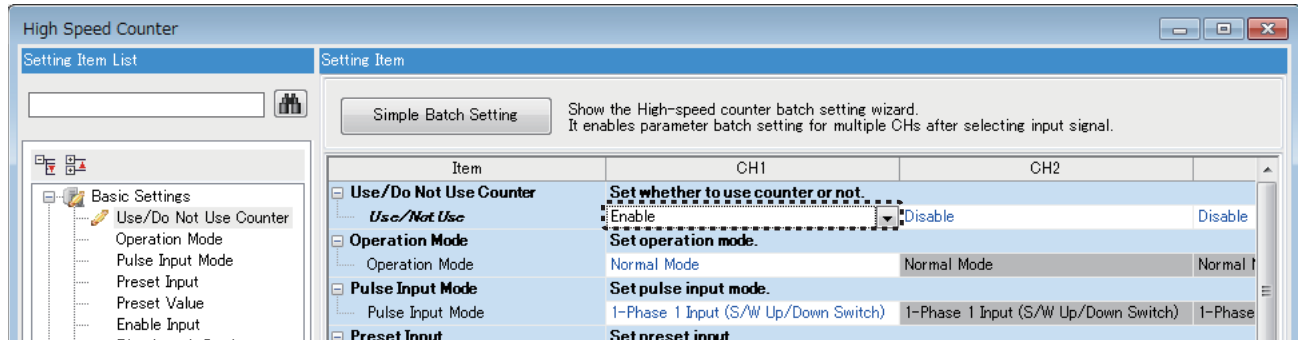 High Speed Counter
Setting Item List
Setting Item
Simple Batch Setting
Show the High-speed counter batch setting wizard.
It enables parameter batch setting for multiple CHs after selecting input signal.
Basic Settings
Use/Do Not Use Counter
Operation Mode
Pulse Input Mode
Preset Input
Preset Value
Enable Input
Item CH1 CH2
Use/Do Not Use Counter Set whether to use counter or not.
Use/Not Use Enable Disable Disable
Operation Mode Set operation mode.
Operation Mode Normal Mode Normal Mode Normal
Pulse Input Mode Set pulse input mode.
Pulse Input Mode 1-Phase 1 Input (S/W Up/Down Switch) 1-Phase 1 Input (S/W Up/Down Switch) 1-Phase
Preset Input Set preset input